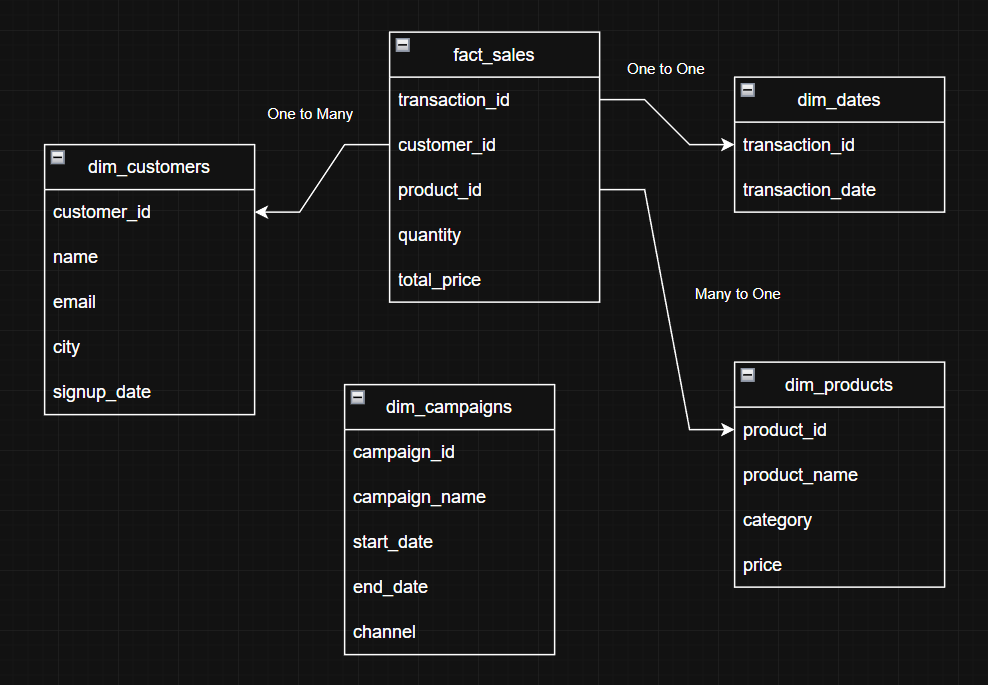 fact_sales
transaction_id
customer_id
product_id
quantity
total_price
One to One
dim_dates
transaction_id
transaction_date
One to Many
dim_customers
customer_id
name
email
city
signup_date
Many to One
dim_products
product_id
product_name
category
price
dim_campaigns
campaign_id
campaign_name
start_date
end_date
channel